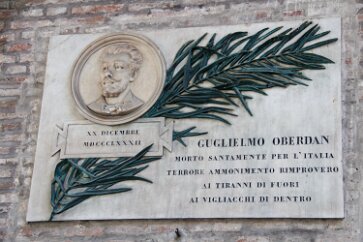 XX DICEMBRE
MDCCCLXXXII
GUGLIELMO OBERDAN
MORTO SANTAMENTE PER L'ITALIA
TERRORE AMMONIMENTO RIMPROVERO
AI TIRANNI DI FUORI
AI VIGLIACCHI DI DENTRO